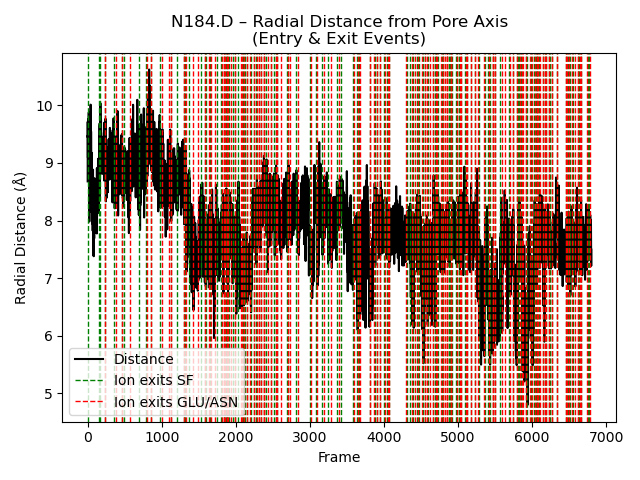 N184.D – Radial Distance from Pore Axis
(Entry & Exit Events)
Radial Distance (Å)
10
9
8
7
6
5
Distance
Ion exits SF
Ion exits GLU/ASN
0 1000 2000 3000 4000 5000 6000 7000
Frame